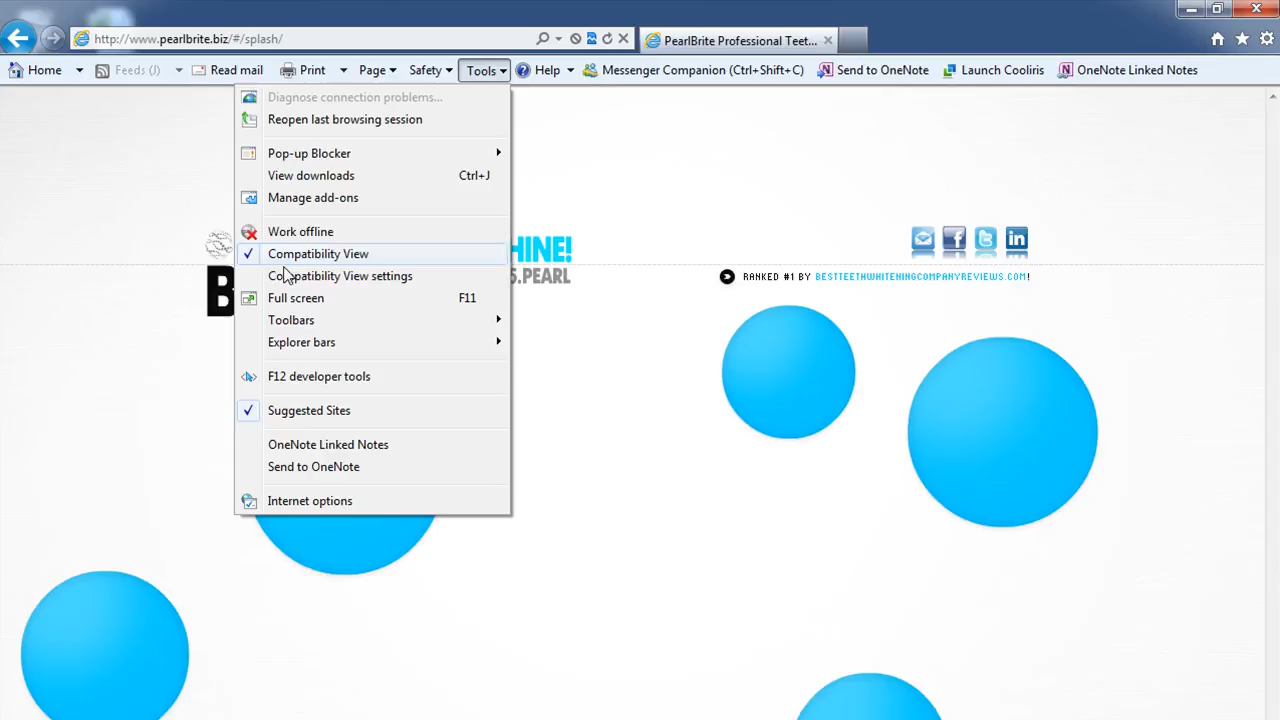 http://www.pearlbrite.biz/#/splash/
PearlBrite Professional Teet...
Home Feeds (J) Read mail Print Page Safety Tools Help Messenger Companion (Ctrl+Shift+C) Send to OneNote Launch Cooliris OneNote Linked Notes
Diagnose connection problems...
Reopen last browsing session
Pop-up Blocker
View downloads Ctrl+J
Manage add-ons
Work offline
Compatibility View
Compatibility View settings
Full screen F11
Toolbars
Explorer bars
F12 developer tools
Suggested Sites
OneNote Linked Notes
Send to OneNote
Internet options
B
HINE!
S.PEARL
RANKED #1 BY BESTTEETHWHITENINGCOMPANYREVIEWS.COM!